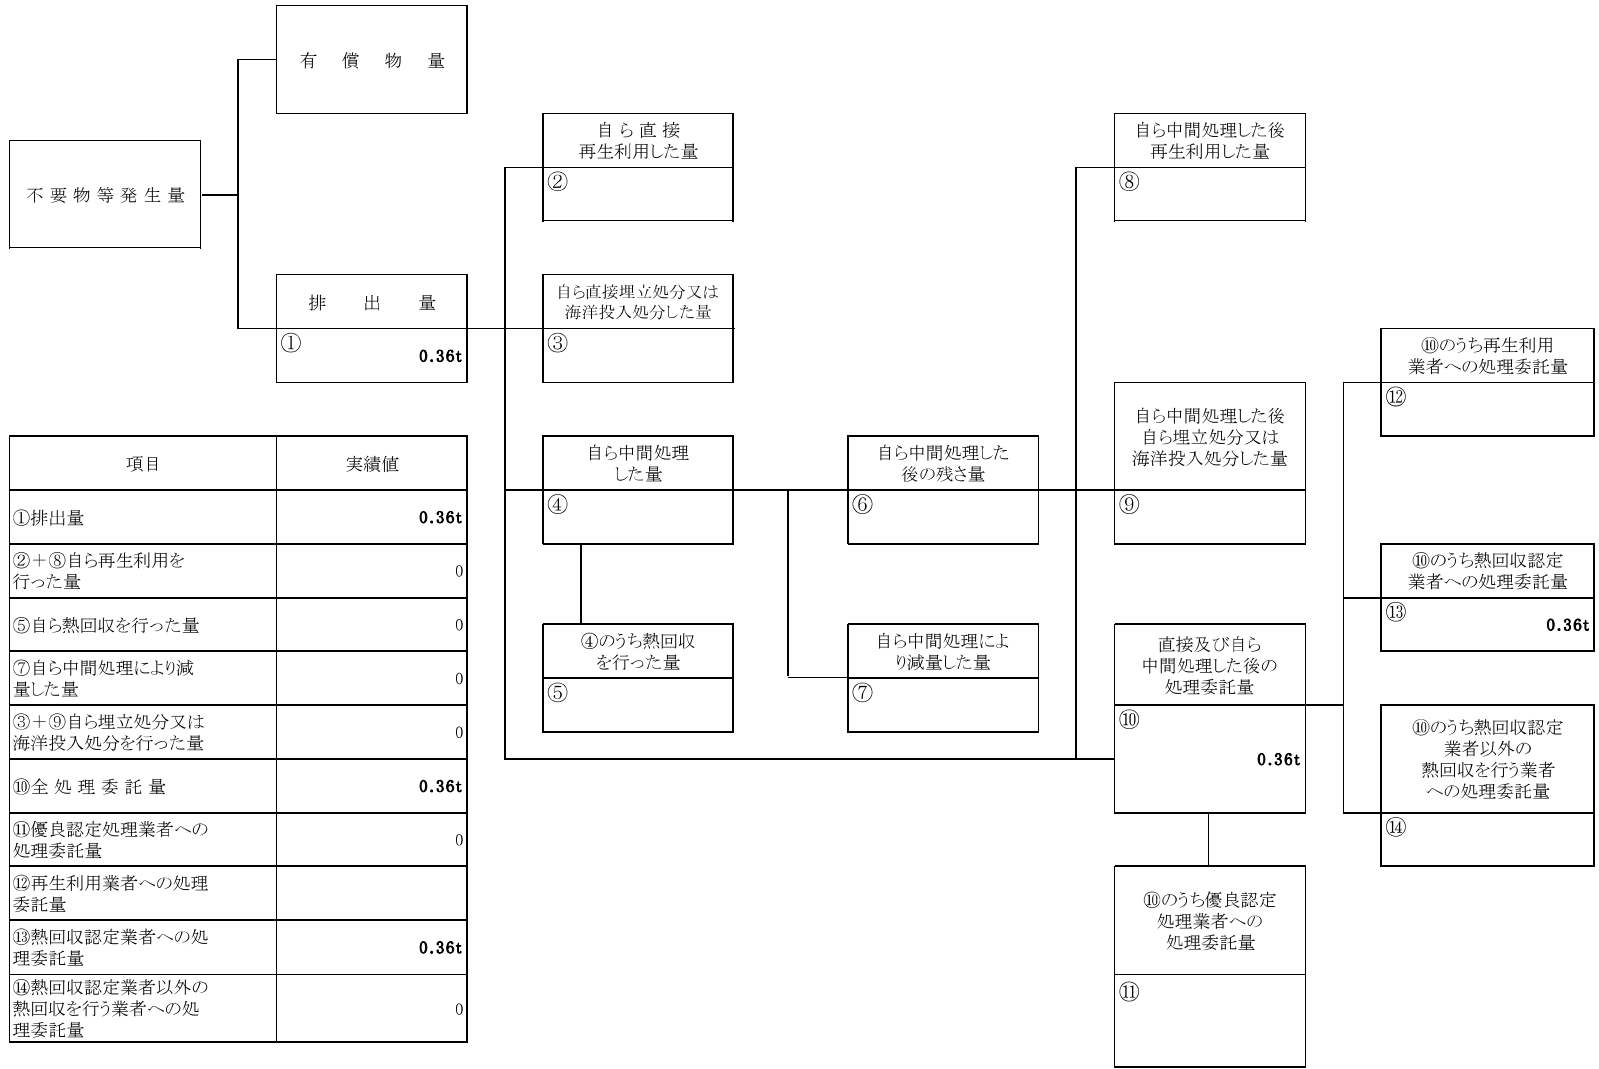 有 償 物 量
自 ら 直 接
再生利用した量
②
自ら中間処理した後
再生利用した量
⑧
不 要 物 等 発 生 量
排 出 量
①
0.36t
自ら直接埋立処分又は
海洋投入処分した量
③
⑩のうち再生利用
業者への処理委託量
⑫
自ら中間処理した後
自ら埋立処分又は
海洋投入処分した量
⑨
自ら中間処理
した量
④
自ら中間処理した
後の残さ量
⑥
⑩のうち熱回収認定
業者への処理委託量
⑬
0.36t
④のうち熱回収
を行った量
⑤
自ら中間処理によ
り減量した量
⑦
直接及び自ら
中間処理した後の
処理委託量
⑩
0.36t
⑩のうち熱回収認定
業者以外の
熱回収を行う業者
への処理委託量
⑭
⑩のうち優良認定
処理業者への
処理委託量
⑪
項目 実績値
①排出量 0.36t
②＋⑧自ら再生利用を
行った量 0
⑤自ら熱回収を行った量 0
⑦自ら中間処理により減
量した量 0
③＋⑨自ら埋立処分又は
海洋投入処分を行った量 0
⑩全 処 理 委 託 量 0.36t
⑪優良認定処理業者への
処理委託量 0
⑫再生利用業者への処理
委託量
⑬熱回収認定業者への処
理委託量 0.36t
⑭熱回収認定業者以外の
熱回収を行う業者への処
理委託量 0